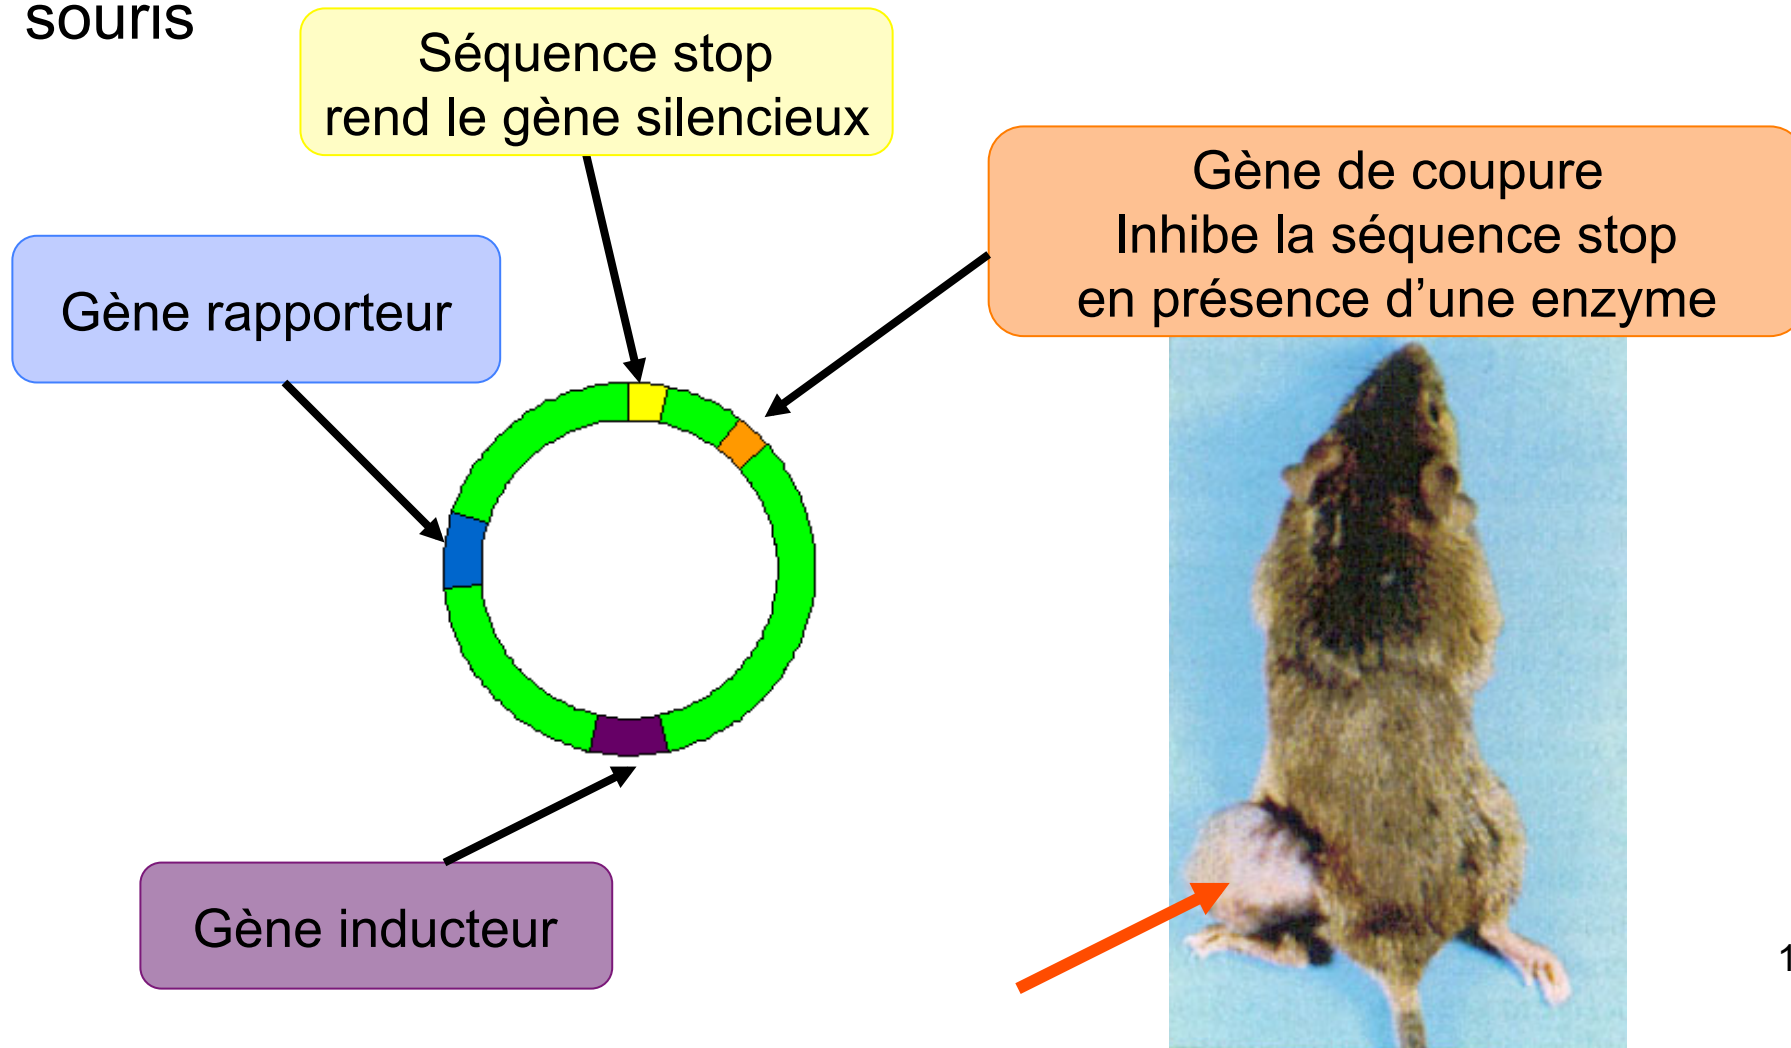 souris
Séquence stop
rend le gène silencieux
Gène de coupure
Inhibe la séquence stop
en présence d’une enzyme
Gène rapporteur
Gène inducteur
1